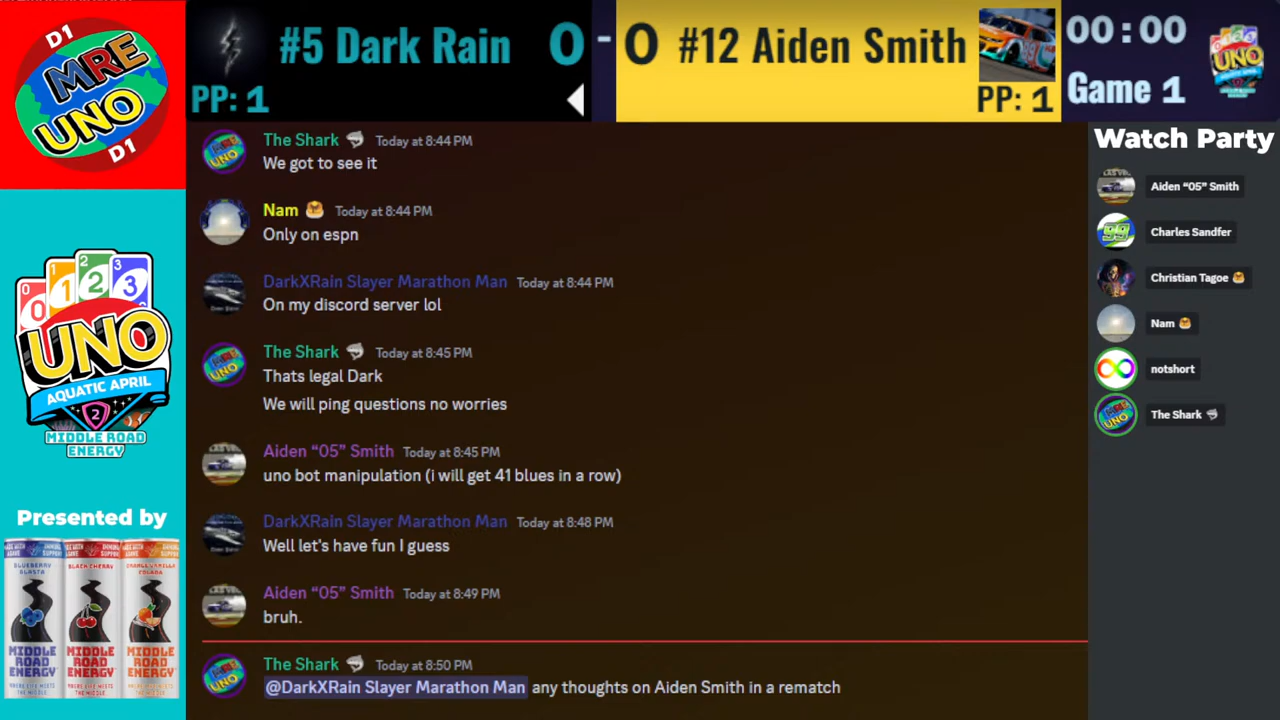 D1
MRE
UNO
D1
#5 Dark Rain 0 - 0 #12 Aiden Smith
PP: 1
PP: 1
00:00
Game 1
UNO
UNO
AQUATIC APRIL
2
MIDDLE ROAD
ENERGY
Presented by
BLUEBERRY
BLACK CHERRY
MIDDLE
ROAD
ENERGY
MIDDLE
ROAD
ENERGY
MIDDLE
ROAD
ENERGY
The Shark Today at 8:44 PM
We got to see it
Nam Today at 8:44 PM
Only on espn
DarkXRain Slayer Marathon Man Today at 8:44 PM
On my discord server lol
The Shark Today at 8:45 PM
Thats legal Dark
We will ping questions no worries
Aiden “05” Smith Today at 8:45 PM
uno bot manipulation (i will get 41 blues in a row)
DarkXRain Slayer Marathon Man Today at 8:48 PM
Well let's have fun I guess
Aiden “05” Smith Today at 8:49 PM
bruh.
The Shark Today at 8:50 PM
@DarkXRain Slayer Marathon Man any thoughts on Aiden Smith in a rematch
Watch Party
Aiden “05” Smith
Charles Sandfer
Christian Tagoe
Nam
notshort
The Shark